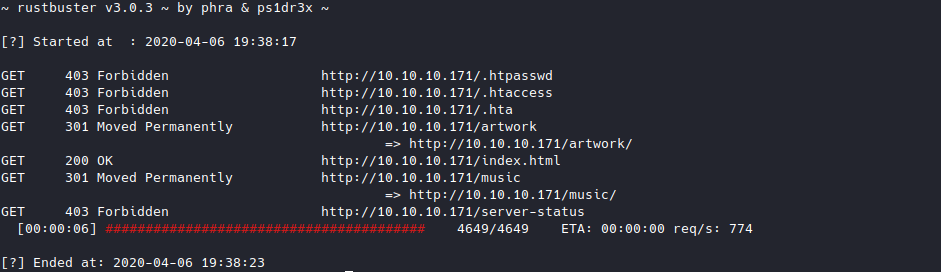 ~ rustbuster v3.0.3 ~ by phra & ps1dr3x ~
[?] Started at  : 2020-04-06 19:38:17
GET     403 Forbidden                   http://10.10.10.171/.htpasswd
GET     403 Forbidden                   http://10.10.10.171/.htaccess
GET     403 Forbidden                   http://10.10.10.171/.hta
GET     301 Moved Permanently           http://10.10.10.171/artwork
=> http://10.10.10.171/artwork/
GET     200 OK                          http://10.10.10.171/index.html
GET     301 Moved Permanently           http://10.10.10.171/music
=> http://10.10.10.171/music/
GET     403 Forbidden                   http://10.10.10.171/server-status
[00:00:06] ######################################## 4649/4649    ETA: 00:00:00 req/s: 774
[?] Ended at: 2020-04-06 19:38:23